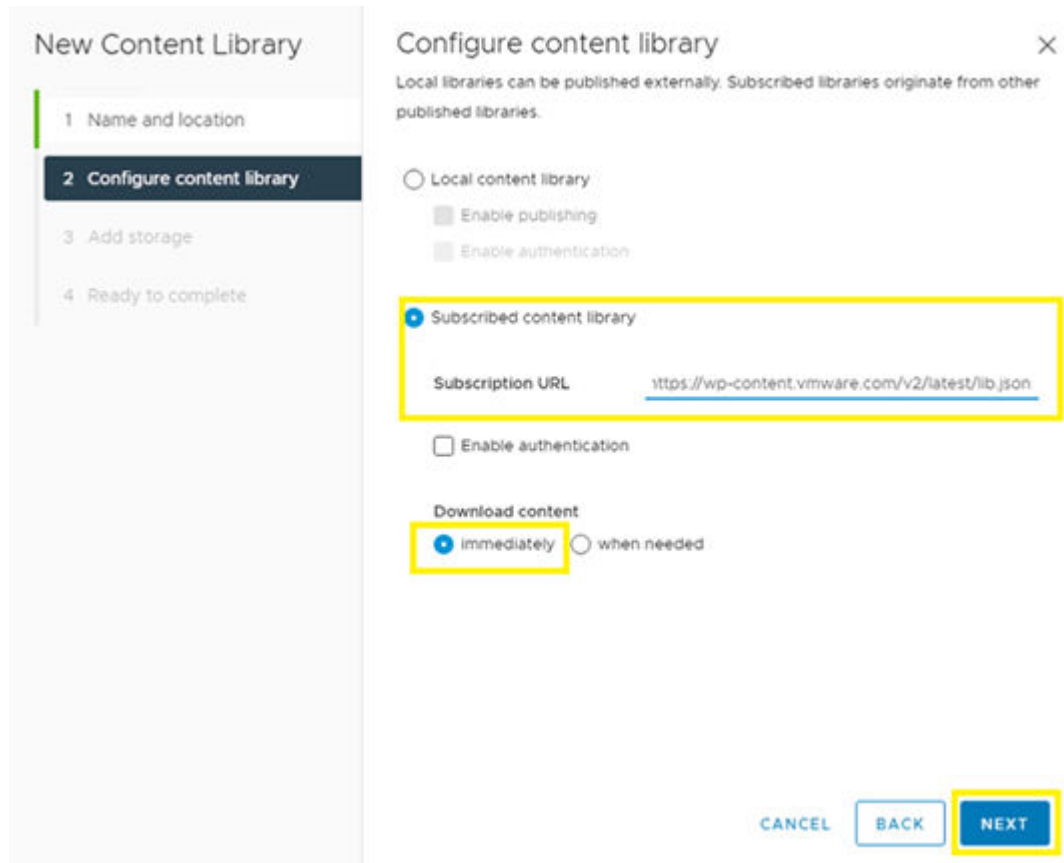 New Content Library
1 Name and location
2 Configure content library
3 Add storage
4 Ready to complete
Configure content library
Local libraries can be published externally. Subscribed libraries originate from other
published libraries.
Local content library
Enable publishing
Enable authentication
Subscribed content library
Subscription URL ttps://wp-content.vmware.com/v2/latest/lib.json
Enable authentication
Download content
immediately when needed
CANCEL BACK NEXT